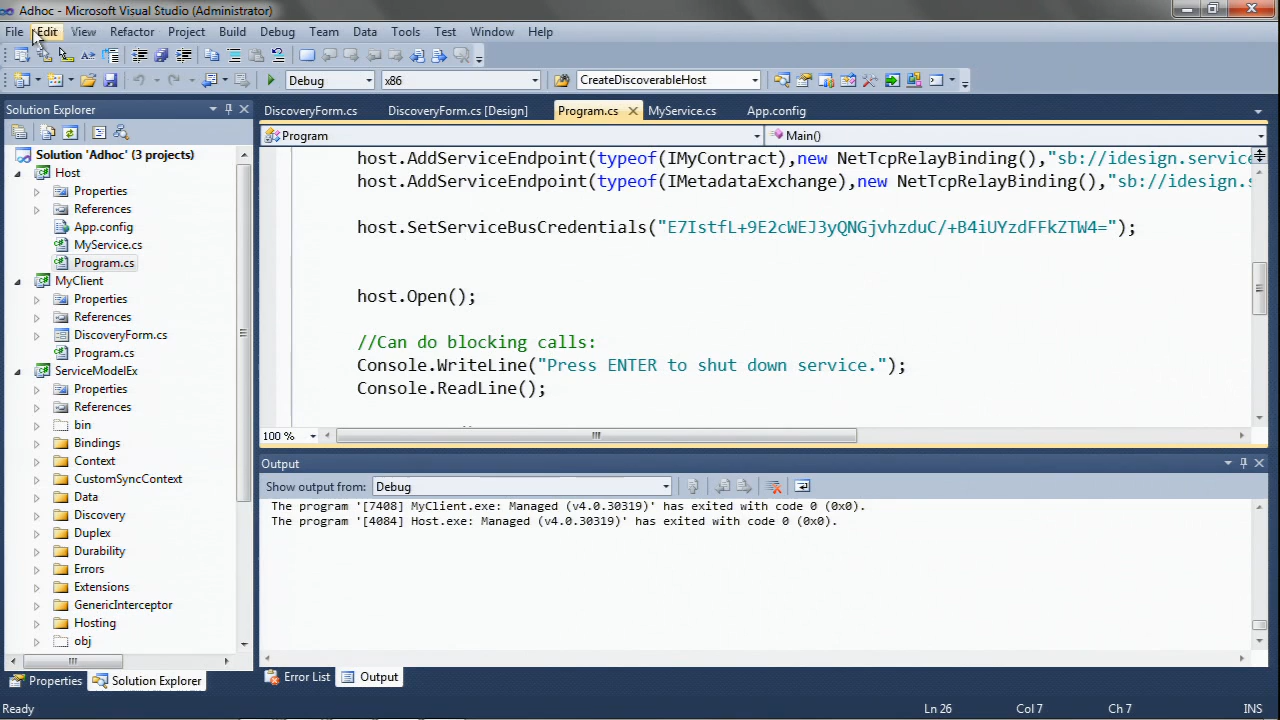 Adhoc - Microsoft Visual Studio (Administrator)
File Edit View Refactor Project Build Debug Team Data Tools Test Window Help
Debug x86 CreateDiscoverableHost
Solution Explorer
DiscoveryForm.cs DiscoveryForm.cs [Design] Program.cs MyService.cs App.config
Program Main()
Solution 'Adhoc' (3 projects)
Host
Properties
References
App.config
MyService.cs
Program.cs
MyClient
Properties
References
DiscoveryForm.cs
Program.cs
ServiceModelEx
Properties
References
bin
Bindings
Context
CustomSyncContext
Data
Discovery
Duplex
Durability
Errors
Extensions
GenericInterceptor
Hosting
obj
Properties Solution Explorer
host.AddServiceEndpoint(typeof(IMyContract),new NetTcpRelayBinding(),"sb://idesign.service
host.AddServiceEndpoint(typeof(IMetadataExchange),new NetTcpRelayBinding(),"sb://idesign.s
host.SetServiceBusCredentials("E7IstfL+9E2cWEJ3yQNGjvhzduC/+B4iUYzdFFkZTW4=");
host.Open();
//Can do blocking calls:
Console.WriteLine("Press ENTER to shut down service.");
Console.ReadLine();
100 %
Output
Show output from: Debug
The program '[7408] MyClient.exe: Managed (v4.0.30319)' has exited with code 0 (0x0).
The program '[4084] Host.exe: Managed (v4.0.30319)' has exited with code 0 (0x0).
Error List Output
Ready Ln 26 Col 7 Ch 7 INS